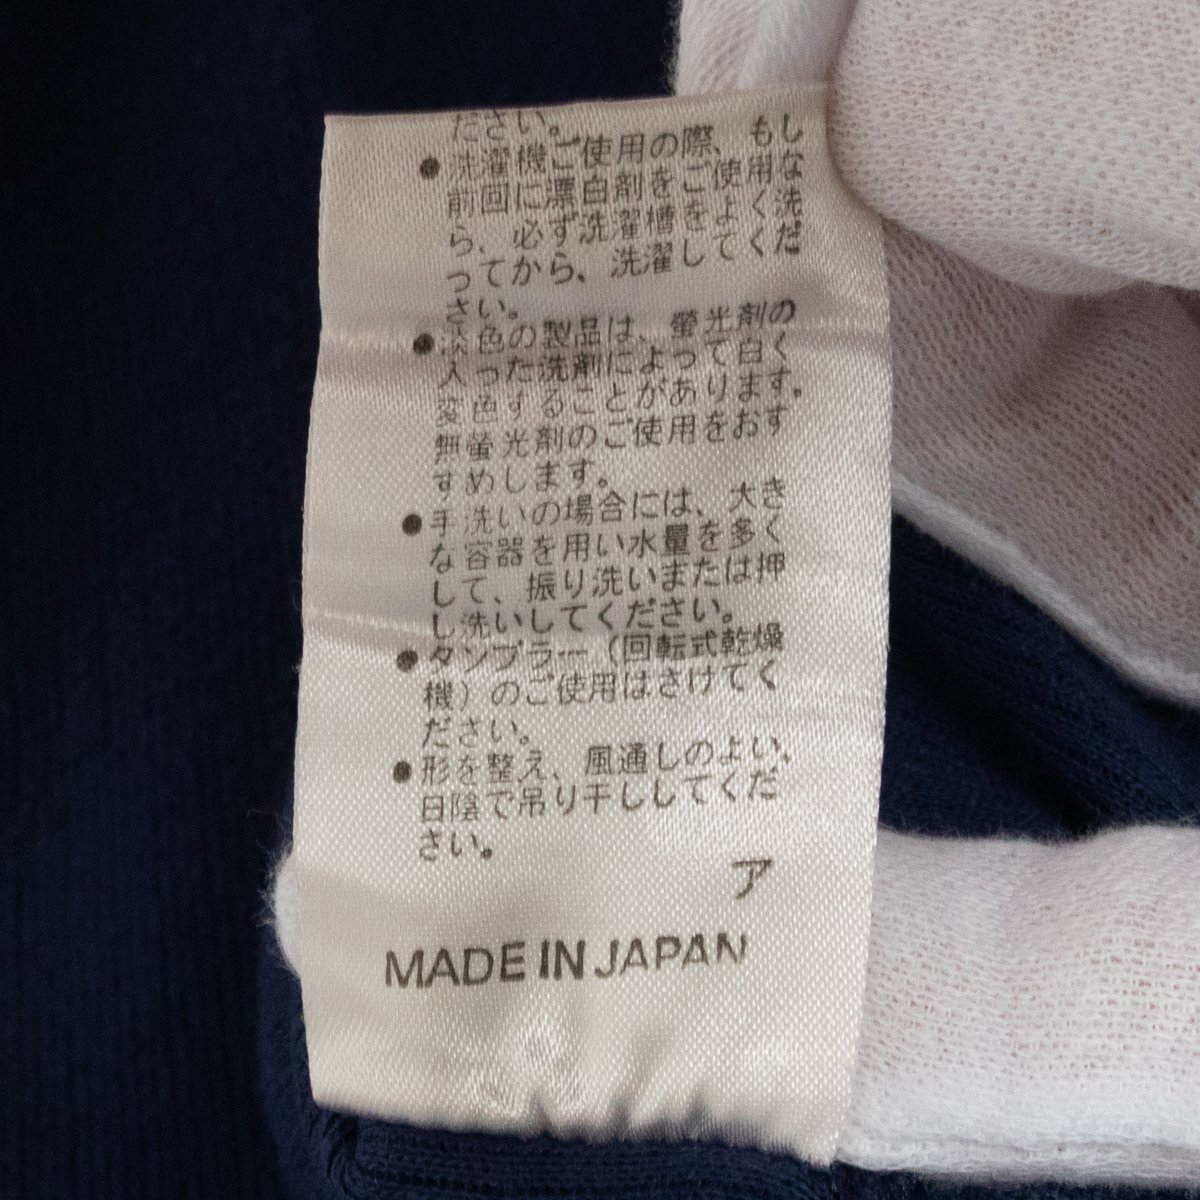 ださい。
●洗濯機ご使用の際、もし
前回に漂白剤をご使用な
ら、必ず洗濯槽をよく洗
ってから、洗濯してくだ
さい。
●淡色の製品は、螢光剤の
入った洗剤によって白く
変色することがあります。
無螢光剤のご使用をおす
すめします。
●手洗いの場合には、大き
な容器を用い水量を多く
して、振り洗いまたは押
し洗いしてください。
●タンブラー（回転式乾燥
機）のご使用はさけてく
ださい。
●形を整え、風通しのよい、
日陰で吊り干ししてくだ
さい。
ア
MADE IN JAPAN